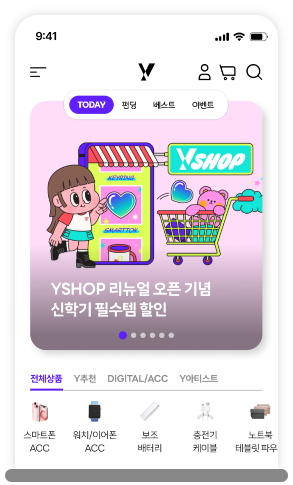 9:41
Y
TODAY 펀딩 베스트 이벤트
KEYRING
YSHOP
SMARTTOK
YSHOP 리뉴얼 오픈 기념
신학기 필수템 할인
전체상품 Y추천 DIGITAL/ACC Y아티스트
스마트폰 워치/이어폰 보조 충전기 노트북
ACC ACC 배터리 케이블 테블릿 파우